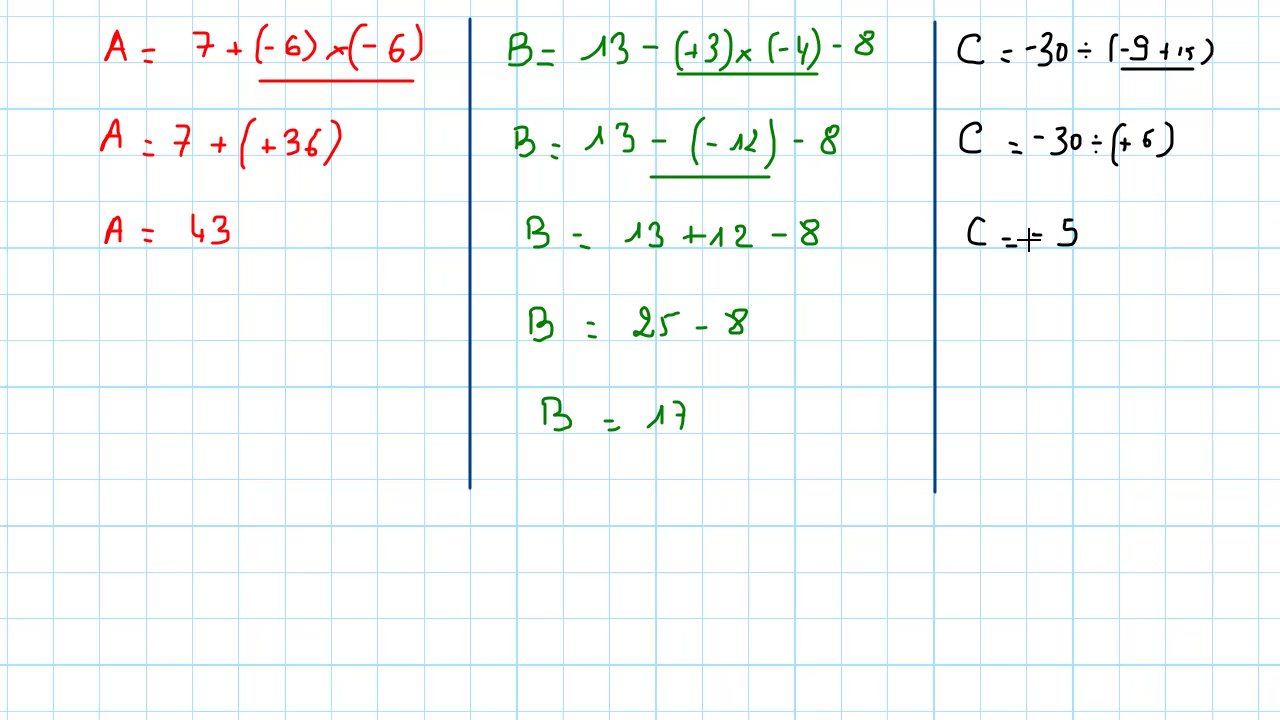 A = 7 + (-6) × (-6)
A = 7 + (+36)
A = 43
B = 13 - (+3) × (-4) - 8
B = 13 - (-12) - 8
B = 13 + 12 - 8
B = 25 - 8
B = 17
C = -30 ÷ (-9 + 15)
C = -30 ÷ (+6)
C = - 5